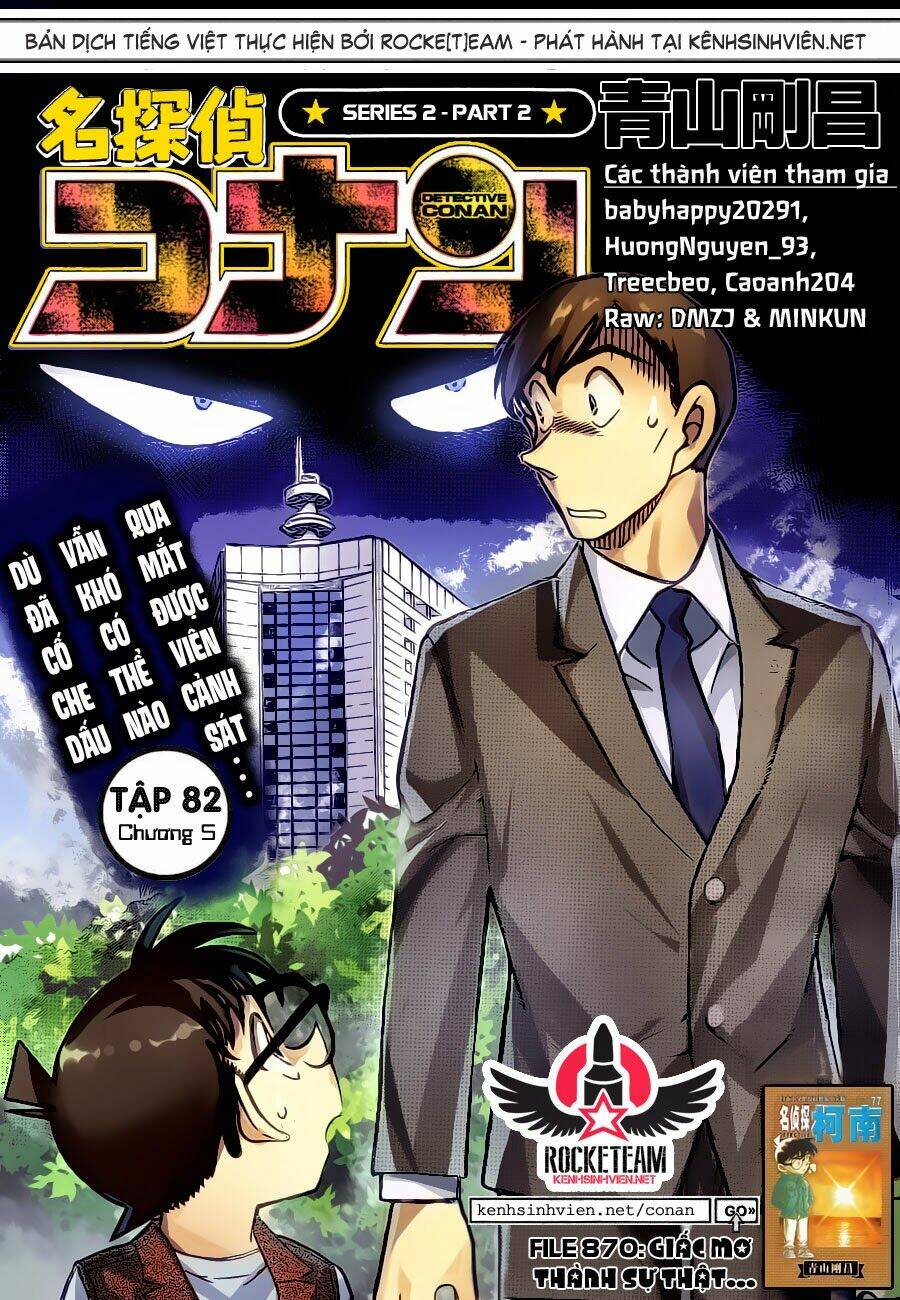 BẢN DỊCH TIẾNG VIỆT THỰC HIỆN BỞI ROCKE[T]EAM - PHÁT HÀNH TẠI KÊNHSINHVIÊN.NET
SERIES 2 - PART 2
名探偵
コナン
DETECTIVE
CONAN
青山剛昌
Các thành viên tham gia
babyhappy20291,
HuongNguyen_93,
Treecbeo, Caoanh204
Raw: DMZJ & MINKUN
DÙ ĐÃ CỐ CHE DẤU
VẪN KHÓ CÓ THỂ NÀO
QUA MẮT ĐƯỢC VIÊN CẢNH SÁT...
TẬP 82
Chương 5
ROCKETEAM
KENHSINHVIEN.NET
kenhsinhvien.net/conan
GO»
FILE 870: GIẤC MƠ
THÀNH SỰ THẬT...
77
名侦探
柯南
青山刚昌